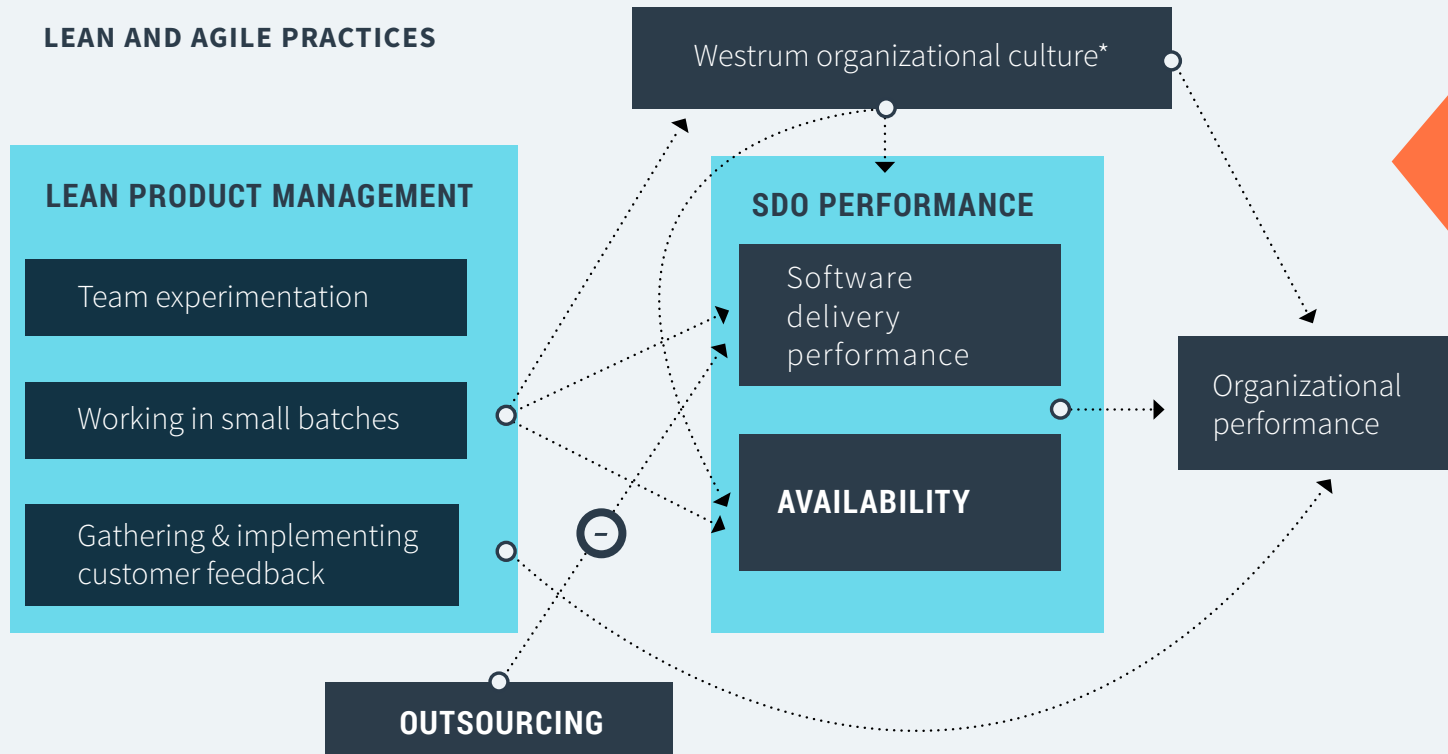 LEAN AND AGILE PRACTICES
Westrum organizational culture*
LEAN PRODUCT MANAGEMENT
Team experimentation
Working in small batches
Gathering & implementing
customer feedback
SDO PERFORMANCE
Software
delivery
performance
AVAILABILITY
Organizational
performance
–
OUTSOURCING